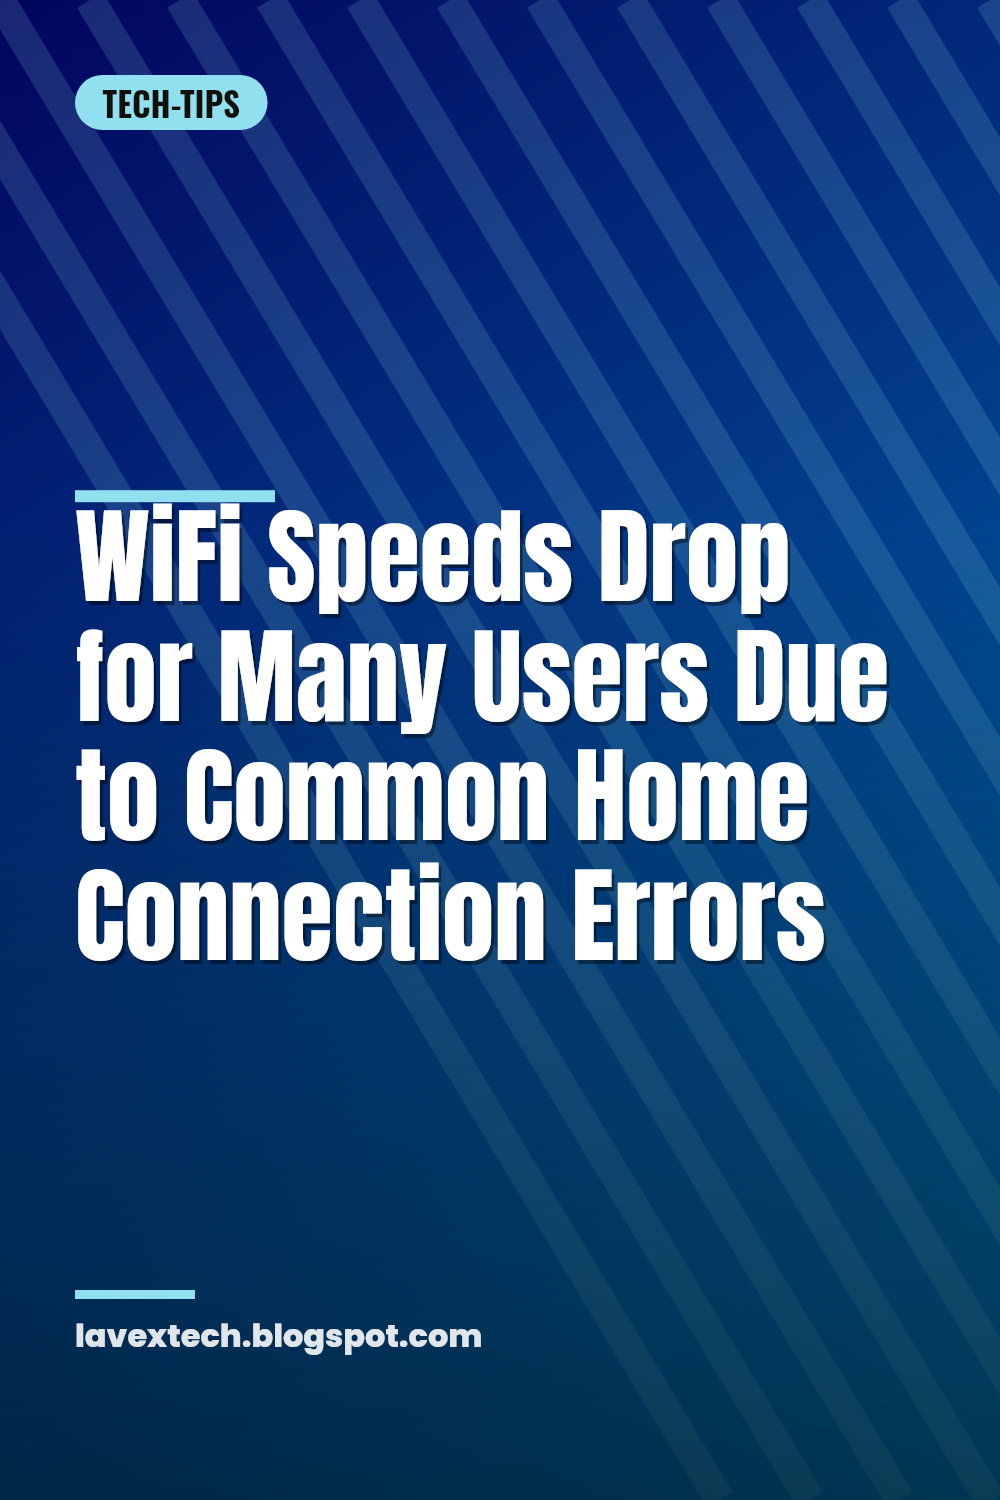 TECH-TIPS
WiFi Speeds Drop
for Many Users Due
to Common Home
Connection Errors
lavextech.blogspot.com